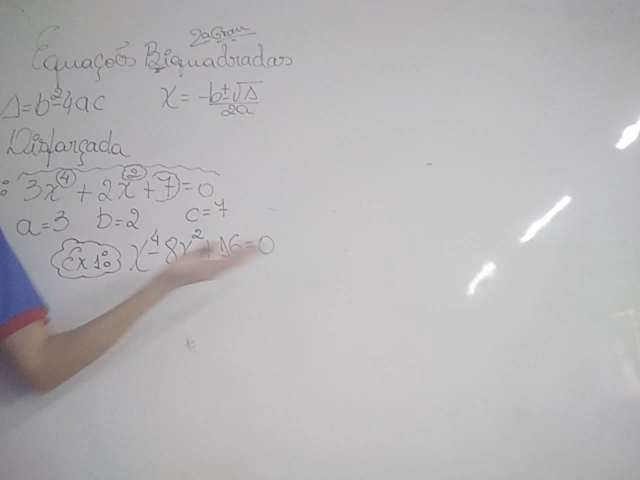 2º Grau
Equações Biquadradas
Δ=b²-4ac x = -b±√Δ/2a
Disfarçada
: 3x⁴ + 2x² + 7 = 0
a=3 b=2 c=7
Ex 1º x⁴ - 8x² + 16 = 0